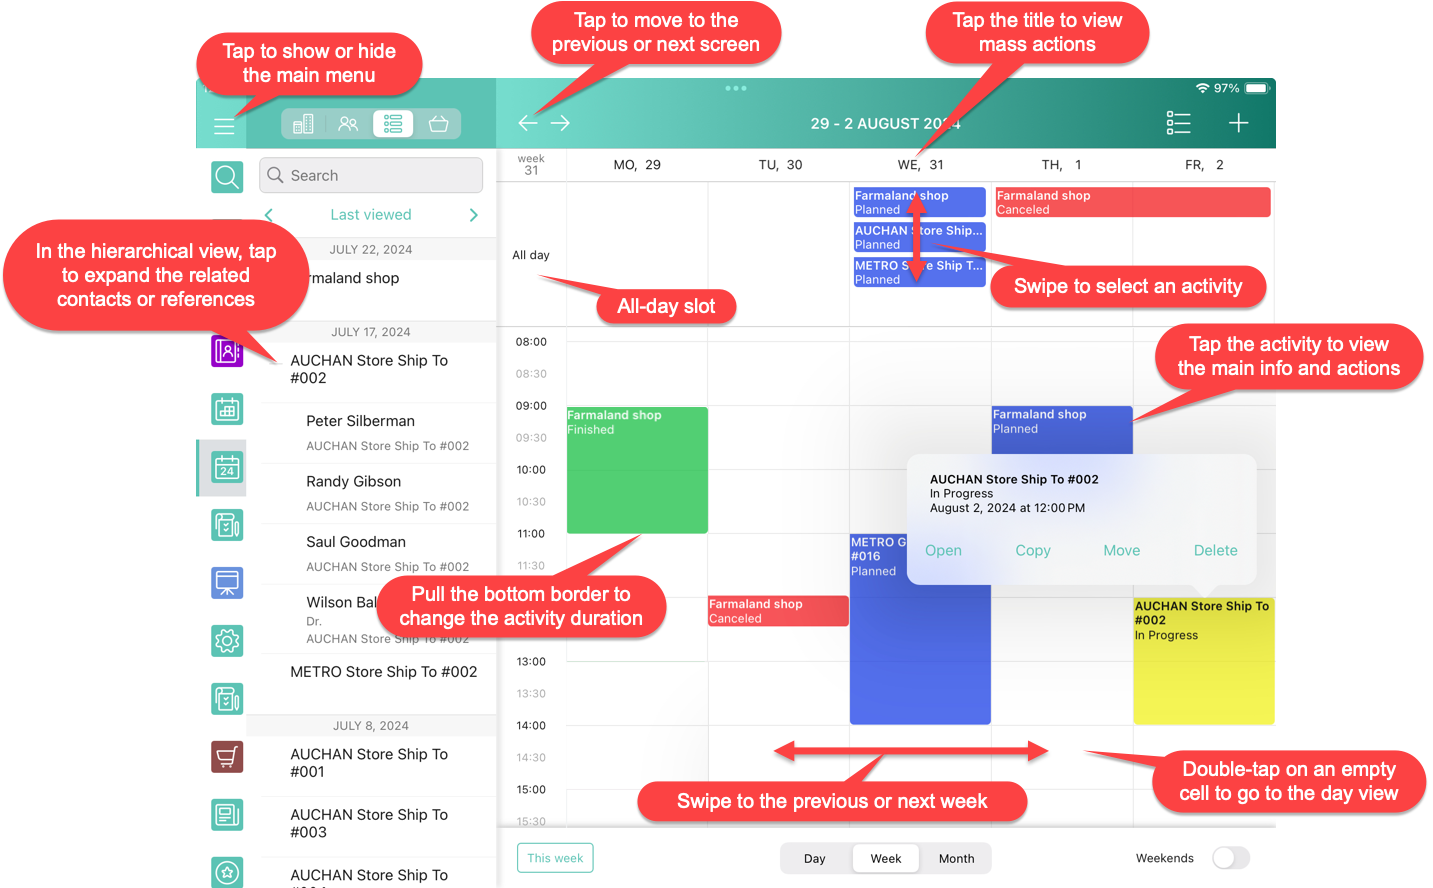 Tap to show or hide
the main menu
Tap to move to the
previous or next screen
Tap the title to view
mass actions
97%
29 - 2 AUGUST 2024
week
31
MO, 29
TU, 30
WE, 31
TH, 1
FR, 2
Search
Last viewed
In the hierarchical view, tap
to expand the related
contacts or references
JULY 22, 2024
rmaland shop
JULY 17, 2024
AUCHAN Store Ship To
#002
Peter Silberman
AUCHAN Store Ship To #002
Randy Gibson
AUCHAN Store Ship To #002
Saul Goodman
AUCHAN Store Ship To #002
Wilson Bal
Dr.
AUCHAN Store Ship To #002
METRO Store Ship To #002
JULY 8, 2024
AUCHAN Store Ship To
#001
AUCHAN Store Ship To
#003
AUCHAN Store Ship To
24
All day
All-day slot
Farmaland shop
Planned
AUCHAN Store Ship...
Planned
METRO Store Ship T...
Planned
Farmaland shop
Canceled
Swipe to select an activity
08:00
08:30
09:00
09:30
10:00
10:30
11:00
11:30
13:00
13:30
14:00
14:30
15:00
15:30
Farmaland shop
Finished
Pull the bottom border to
change the activity duration
Farmaland shop
Canceled
METRO G
#016
Planned
Farmaland shop
Planned
Tap the activity to view
the main info and actions
AUCHAN Store Ship To #002
In Progress
August 2, 2024 at 12:00 PM
Open
Copy
Move
Delete
AUCHAN Store Ship To
#002
In Progress
Swipe to the previous or next week
Double-tap on an empty
cell to go to the day view
This week
Day
Week
Month
Weekends